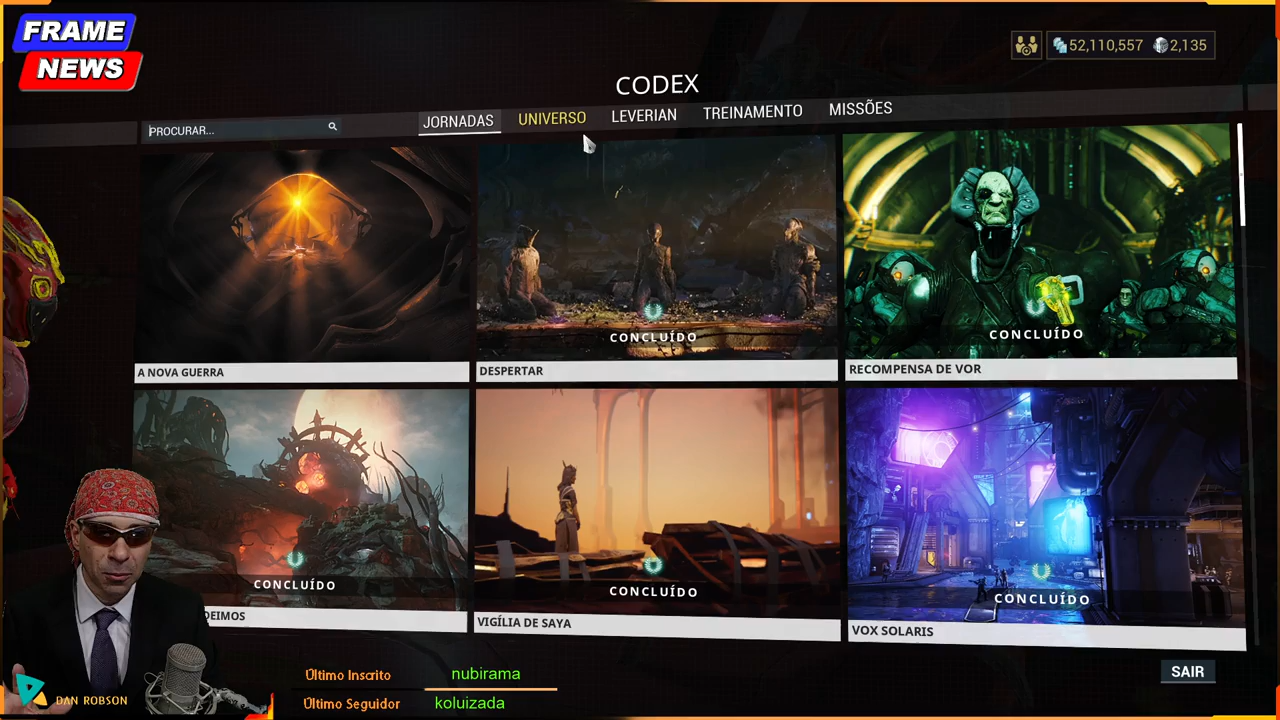 FRAME
NEWS
52,110,557
2,135
CODEX
PROCURAR...
JORNADAS
UNIVERSO
LEVERIAN
TREINAMENTO
MISSÕES
CONCLUÍDO
CONCLUÍDO
A NOVA GUERRA
DESPERTAR
RECOMPENSA DE VOR
CONCLUÍDO
CONCLUÍDO
CONCLUÍDO
DEIMOS
VIGÍLIA DE SAYA
VOX SOLARIS
SAIR
Último Inscrito
nubirama
Último Seguidor
koluizada
DAN ROBSON